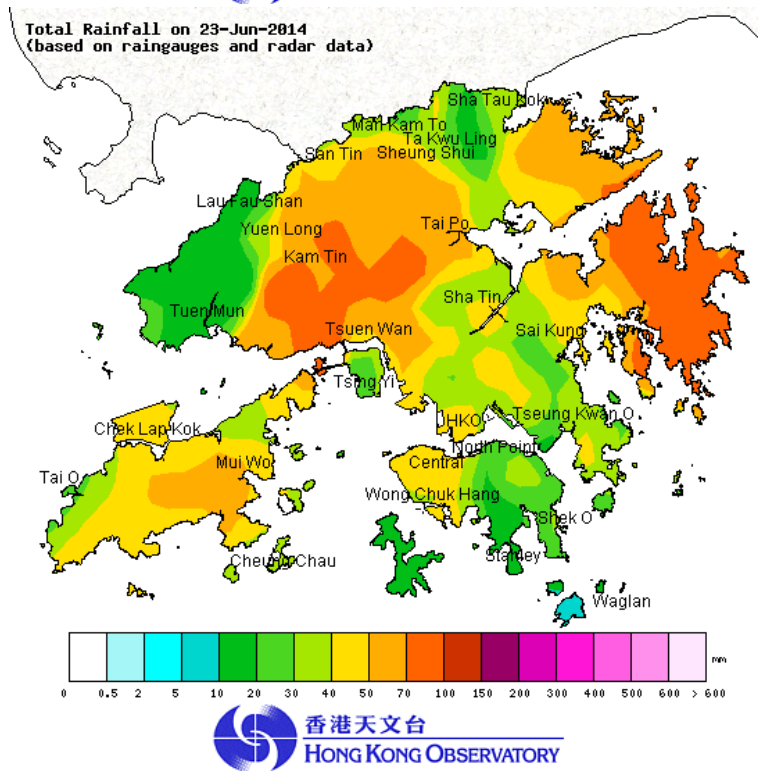 Total Rainfall on 23-Jun-2014
(based on raingauges and radar data)
Sha Tau Kok
Man Kam To
Ta Kwu Ling
San Tin
Sheung Shui
Lau Fau Shan
Yuen Long
Tai Po
Kam Tin
Sha Tin
Tuen Mun
Tsuen Wan
Sai Kung
Tsing Yi
Tseung Kwan O
HKO
Chek Lap Kok
North Point
Mui Wo
Central
Tai O
Wong Chuk Hang
Shek O
Stanley
Cheung Chau
Waglan
mm
0 0.5 2 5 10 20 30 40 50 70 100 150 200 300 400 500 600 > 600
香港天文台
HONG KONG OBSERVATORY